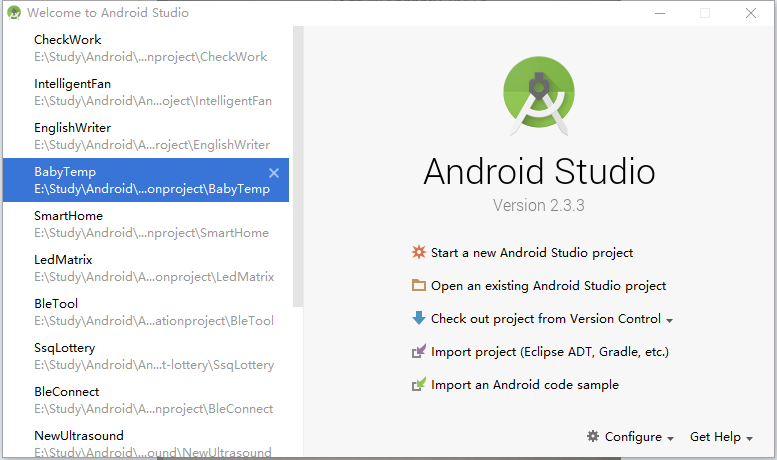 Welcome to Android Studio
CheckWork
E:\Study\Android\...nproject\CheckWork
IntelligentFan
E:\Study\Android\An...oject\IntelligentFan
EnglishWriter
E:\Study\Android\A...roject\EnglishWriter
BabyTemp
E:\Study\Android\...onproject\BabyTemp
SmartHome
E:\Study\Android\...nproject\SmartHome
LedMatrix
E:\Study\Android\A...onproject\LedMatrix
BleTool
E:\Study\Android\A...ationproject\BleTool
SsqLottery
E:\Study\Android\An...t-lottery\SsqLottery
BleConnect
E:\Study\Android\A...nproject\BleConnect
NewUltrasound
E:\Study\Android\A...ound\NewUltrasound
Android Studio
Version 2.3.3
Start a new Android Studio project
Open an existing Android Studio project
Check out project from Version Control
Import project (Eclipse ADT, Gradle, etc.)
Import an Android code sample
Configure
Get Help